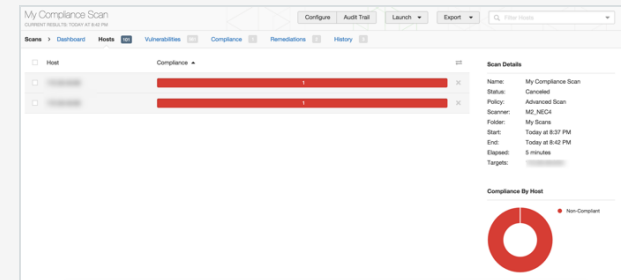 My Compliance Scan
CURRENT RESULTS: TODAY AT 8:42 PM
Configure Audit Trail Launch Export Filter Hosts
Scans > Dashboard Hosts Vulnerabilities Compliance Remediations History
Host Compliance
1
1
Scan Details
Name: My Compliance Scan
Status: Canceled
Policy: Advanced Scan
Scanner: M2_NEC4
Folder: My Scans
Start: Today at 8:37 PM
End: Today at 8:42 PM
Elapsed: 5 minutes
Targets:
Compliance By Host
Non-Compliant